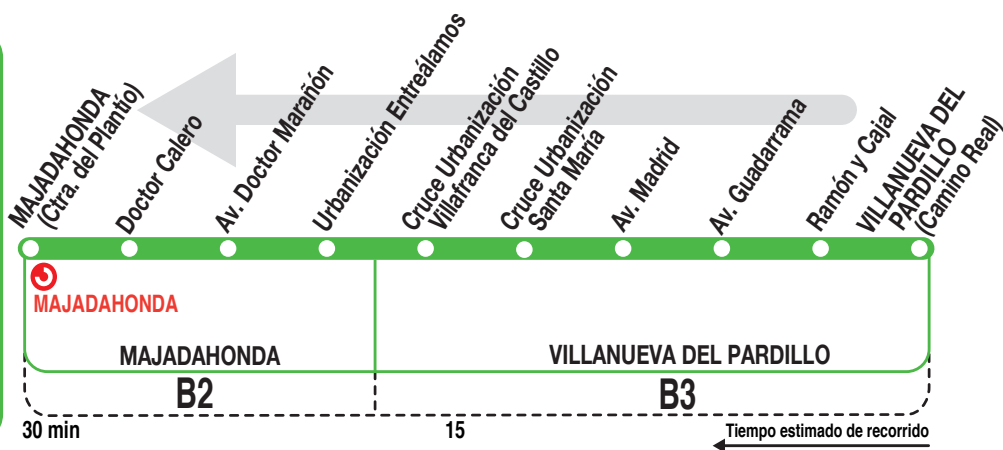 MAJADAHONDA
(Ctra. del Plantío)
Doctor Calero
Av. Doctor Marañón
Urbanización Entreálamos
Cruce Urbanización
Villafranca del Castillo
Cruce Urbanización
Santa María
Av. Madrid
Av. Guadarrama
Ramón y Cajal
VILLANUEVA DEL
PARDILLO
(Camino Real)
MAJADAHONDA
MAJADAHONDA
VILLANUEVA DEL PARDILLO
B2
B3
30 min
15
Tiempo estimado de recorrido